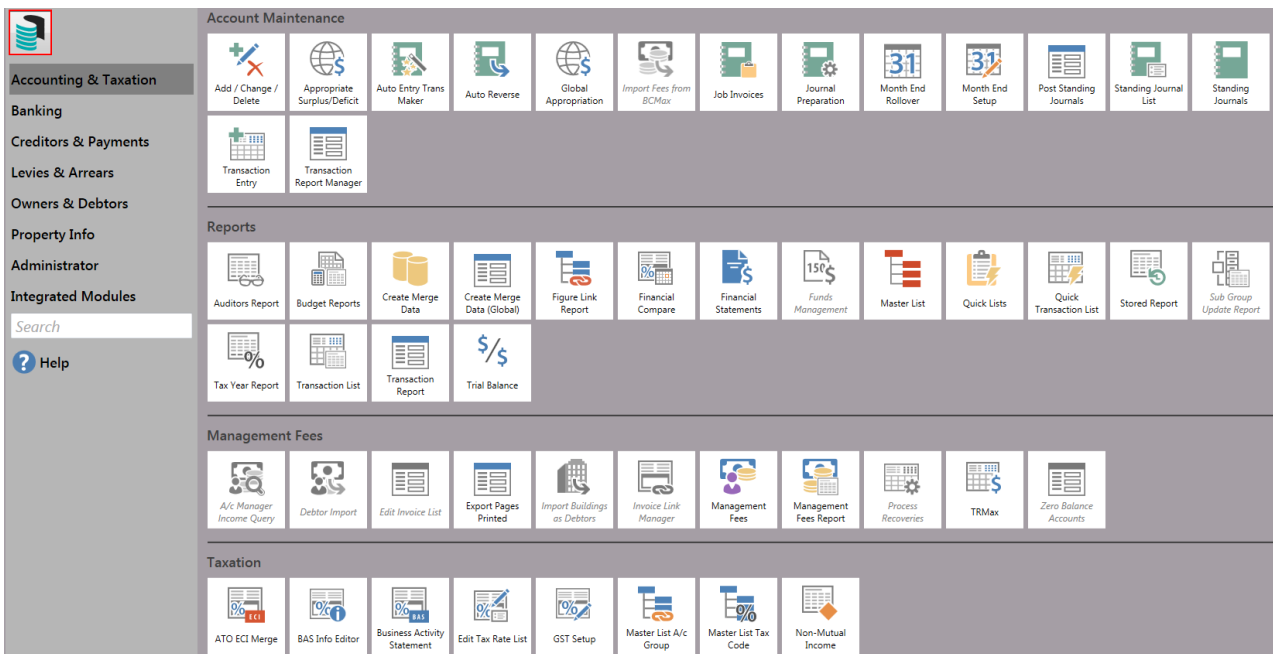 Accounting & Taxation
Banking
Creditors & Payments
Levies & Arrears
Owners & Debtors
Property Info
Administrator
Integrated Modules
Search
? Help
Account Maintenance
Add / Change /
Delete
Appropriate
Surplus/Deficit
Auto Entry Trans
Maker
Auto Reverse
Global
Appropriation
Import Fees from
BCMax
Job Invoices
Journal
Preparation
31
Month End
Rollover
31
Month End
Setup
Post Standing
Journals
Standing Journal
List
Standing
Journals
Transaction
Entry
Transaction
Report Manager
Reports
Auditors Report
Budget Reports
Create Merge
Data
Create Merge
Data (Global)
Figure Link
Report
%
Financial
Compare
$
Financial
Statements
150
$
Funds
Management
Master List
Quick Lists
Quick
Transaction List
Stored Report
Sub Group
Update Report
%
Tax Year Report
Transaction List
Transaction
Report
$/$
Trial Balance
Management Fees
A/c Manager
Income Query
Debtor Import
Edit Invoice List
Export Pages
Printed
Import Buildings
as Debtors
Invoice Link
Manager
Management
Fees
Management
Fees Report
Process
Recoveries
$
TRMax
Zero Balance
Accounts
Taxation
% ECI
ATO ECI Merge
%
BAS Info Editor
% BAS
Business Activity
Statement
%
Edit Tax Rate List
%
GST Setup
Master List A/c
Group
%
Master List Tax
Code
Non-Mutual
Income